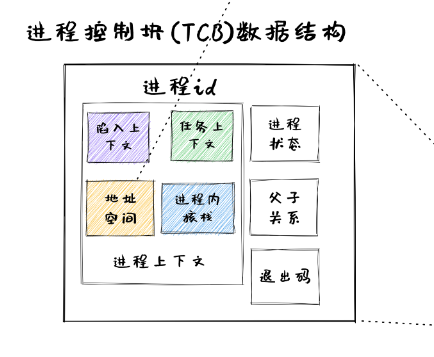 进程控制块(TCB)数据结构
进程id
陷入上
下文
任务上
下文
进程
状态
地址
空间
进程内
核栈
父子
关系
进程上下文
退出码